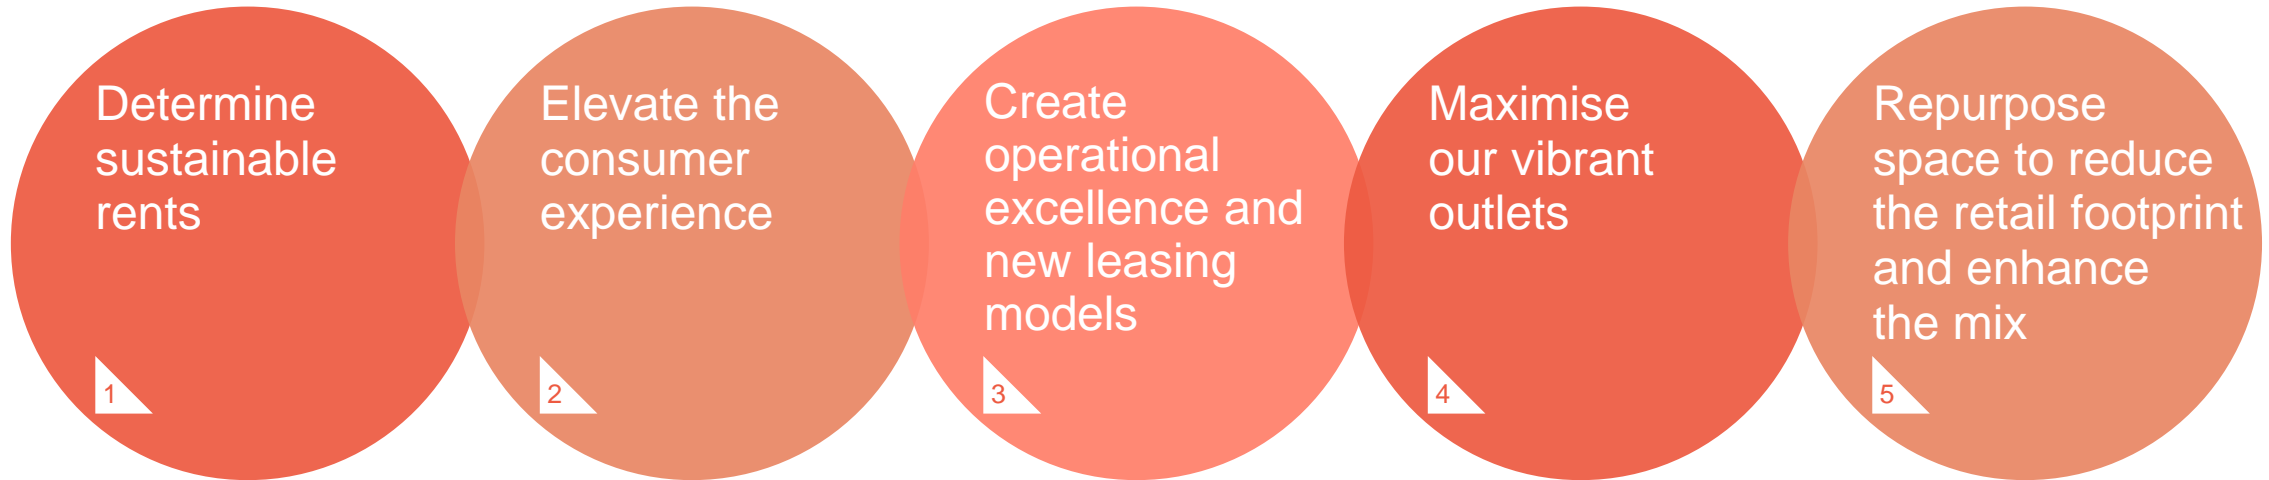 Determine
sustainable
rents
1
Elevate the
consumer
experience
2
Create
operational
excellence and
new leasing
models
3
Maximise
our vibrant
outlets
4
Repurpose
space to reduce
the retail footprint
and enhance
the mix
5